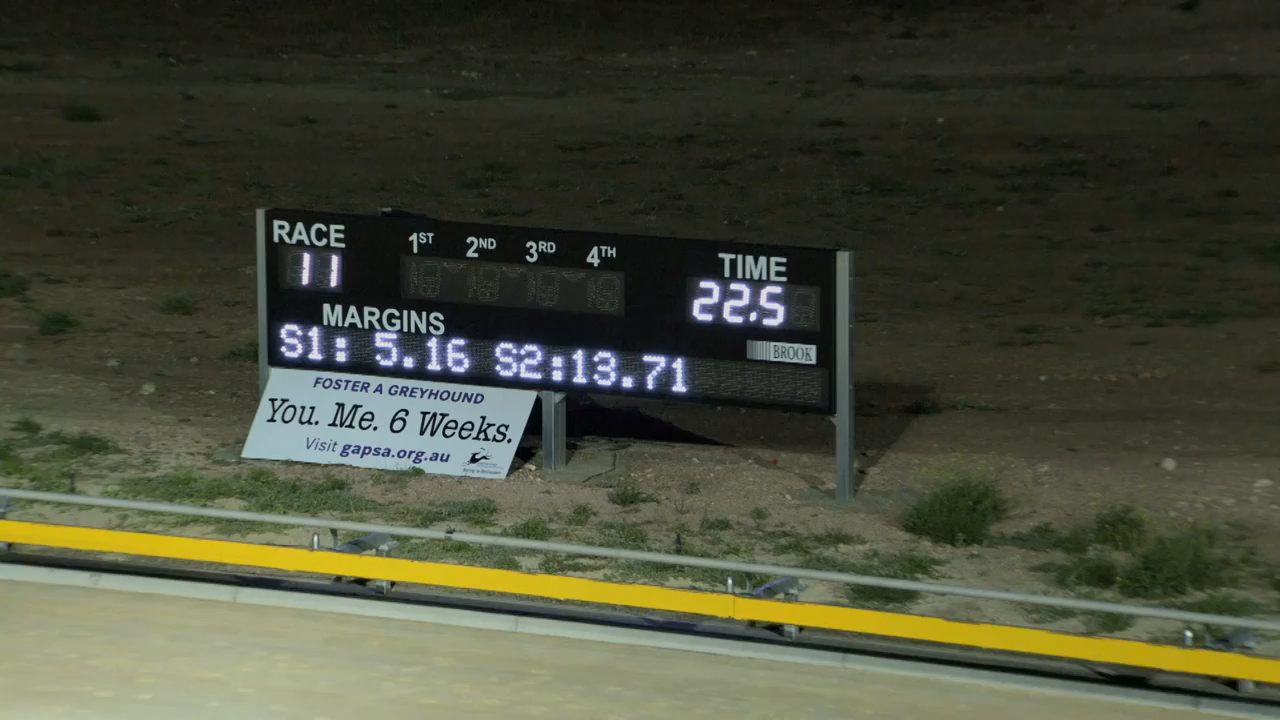 RACE 1ST 2ND 3RD 4TH TIME
11 22.5
MARGINS
BROOK
S1: 5.16 S2:13.71
FOSTER A GREYHOUND
You. Me. 6 Weeks.
Visit gapsa.org.au